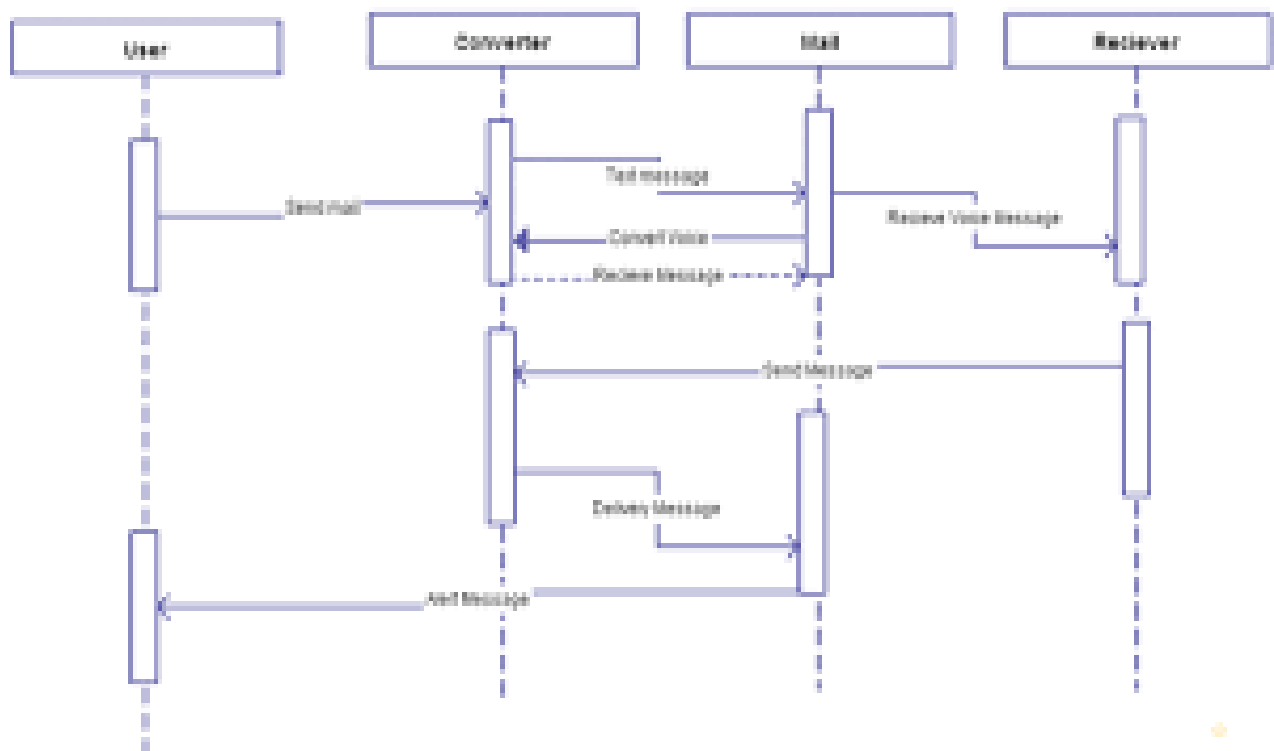 User
Converter
Mail
Reciever
Text message
Send mail
Recieve Voice Message
Convert Voice
Recieve Message
Send Message
Delivery Message
Alert Message